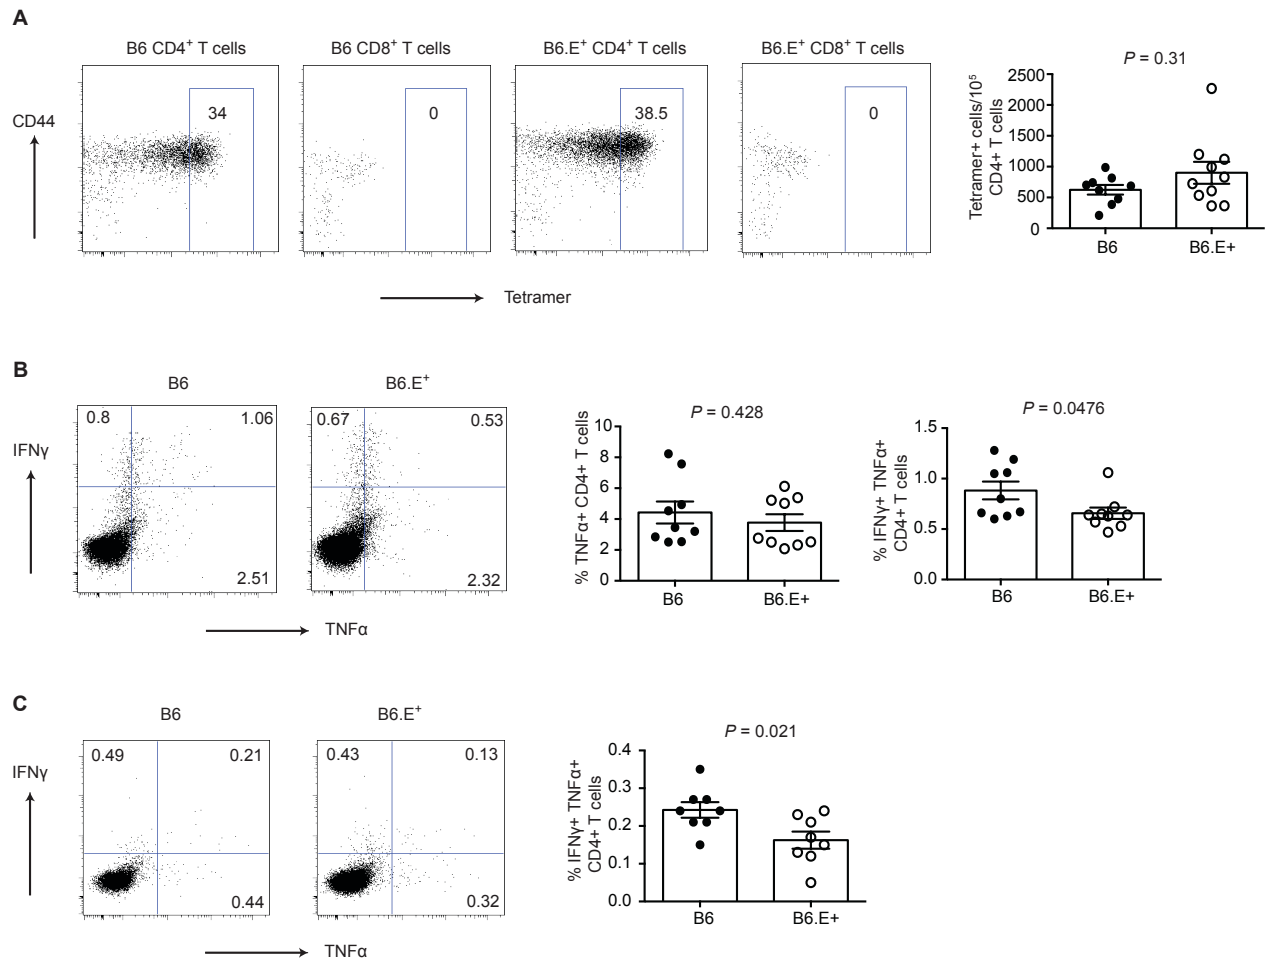 A
B6 CD4+ T cells
B6 CD8+ T cells
B6.E+ CD4+ T cells
B6.E+ CD8+ T cells
CD44
34
0
38.5
0
Tetramer
P = 0.31
Tetramer+ cells/10⁵
CD4+ T cells
2500
2000
1500
1000
500
0
B6
B6.E+
B
B6
B6.E+
IFNγ
0.8
1.06
2.51
0.67
0.53
2.32
TNFα
P = 0.428
% TNFα+ CD4+ T cells
10
8
6
4
2
0
B6
B6.E+
P = 0.0476
% IFNγ+ TNFα+
CD4+ T cells
1.5
1.0
0.5
0.0
B6
B6.E+
C
B6
B6.E+
IFNγ
0.49
0.21
0.44
0.43
0.13
0.32
TNFα
P = 0.021
% IFNγ+ TNFα+
CD4+ T cells
0.4
0.3
0.2
0.1
0.0
B6
B6.E+